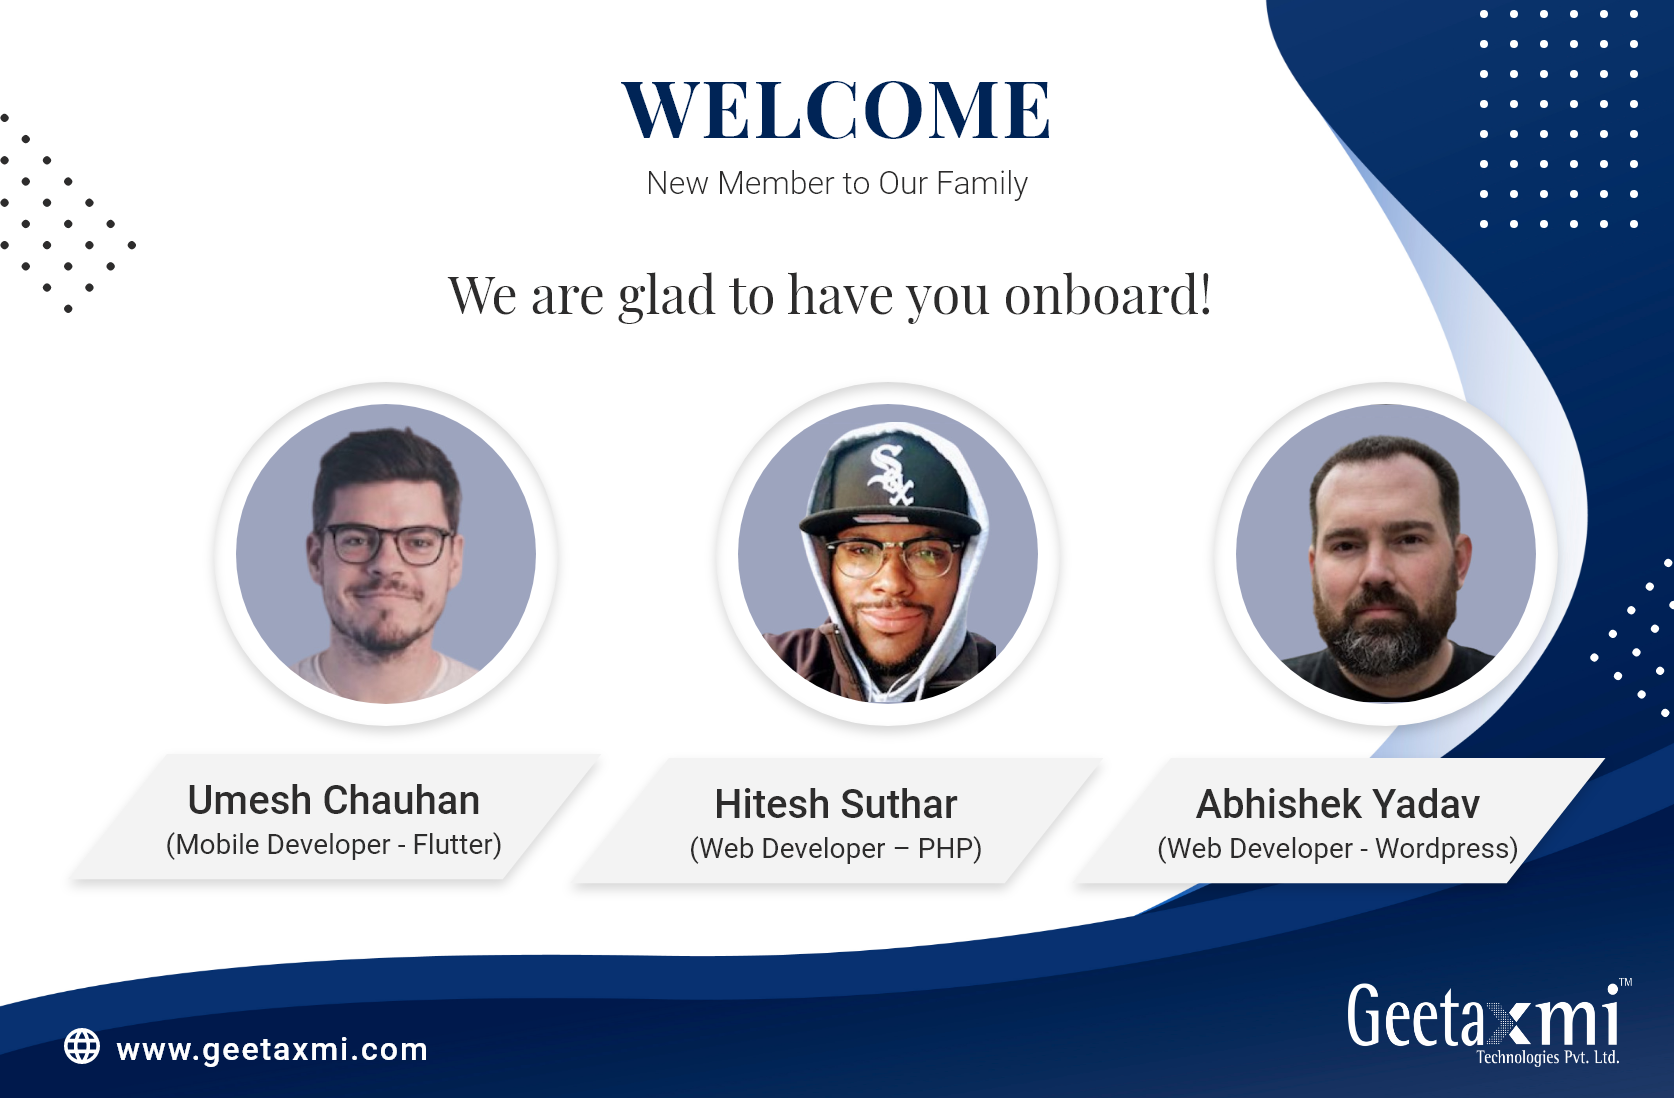 WELCOME
New Member to Our Family
We are glad to have you onboard!
Sox
Umesh Chauhan
(Mobile Developer - Flutter)
Hitesh Suthar
(Web Developer – PHP)
Abhishek Yadav
(Web Developer - Wordpress)
www.geetaxmi.com
Geetaxmi™
Technologies Pvt. Ltd.